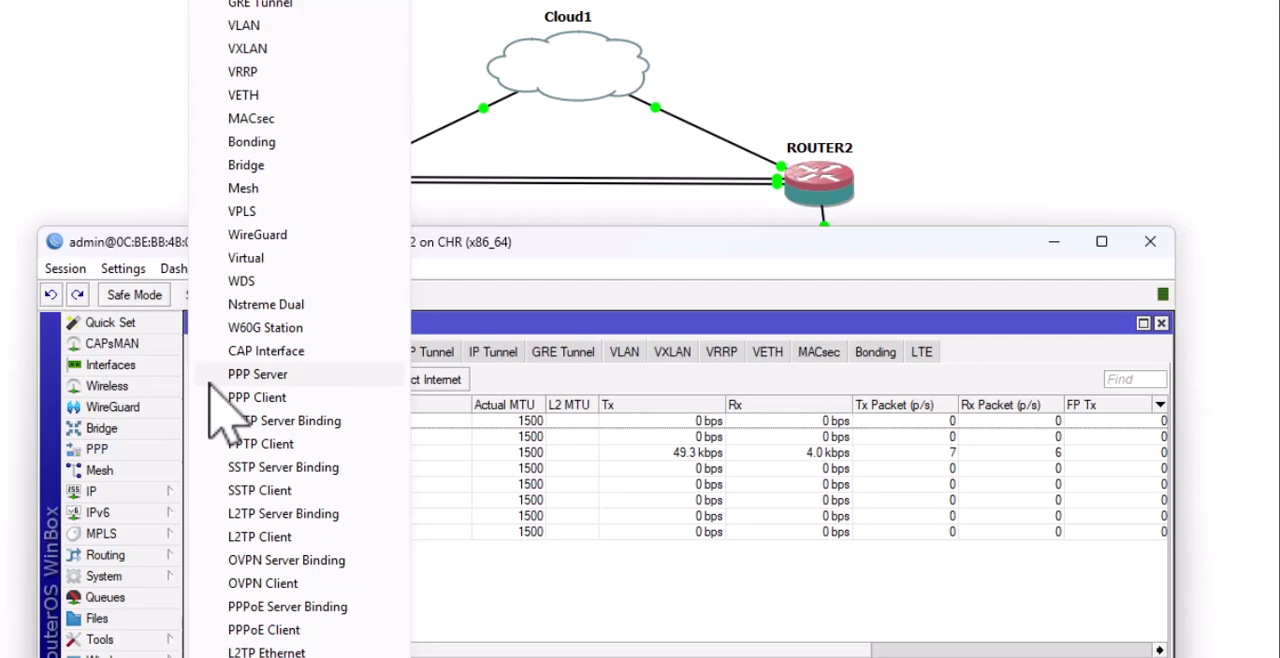 GRE Tunnel
Cloud1
VLAN
VXLAN
VRRP
VETH
MACsec
Bonding
ROUTER2
Bridge
Mesh
VPLS
WireGuard
admin@0C:BE:BB:4B:0 2 on CHR (x86_64)
Virtual
Session Settings Dash
WDS
Safe Mode
Nstreme Dual
Quick Set
W60G Station
CAPsMAN
CAP Interface
P Tunnel IP Tunnel GRE Tunnel VLAN VXLAN VRRP VETH MACsec Bonding LTE
Interfaces
PPP Server
ct Internet Find
Wireless
PPP Client
Actual MTU L2 MTU Tx Rx Tx Packet (p/s) Rx Packet (p/s) FP Tx
WireGuard
TP Server Binding
1500 0 bps 0 bps 0 0 0
Bridge
1500 0 bps 0 bps 0 0 0
PPTP Client
PPP
1500 49.3 kbps 4.0 kbps 7 6 0
SSTP Server Binding
1500 0 bps 0 bps 0 0 0
Mesh
1500 0 bps 0 bps 0 0 0
SSTP Client
IP
1500 0 bps 0 bps 0 0 0
L2TP Server Binding
IPv6
1500 0 bps 0 bps 0 0 0
L2TP Client
MPLS
1500 0 bps 0 bps 0 0 0
OVPN Server Binding
Routing
OVPN Client
System
PPPoE Server Binding
Queues
PPPoE Client
Files
Tools
L2TP Ethernet
outerOS WinBox